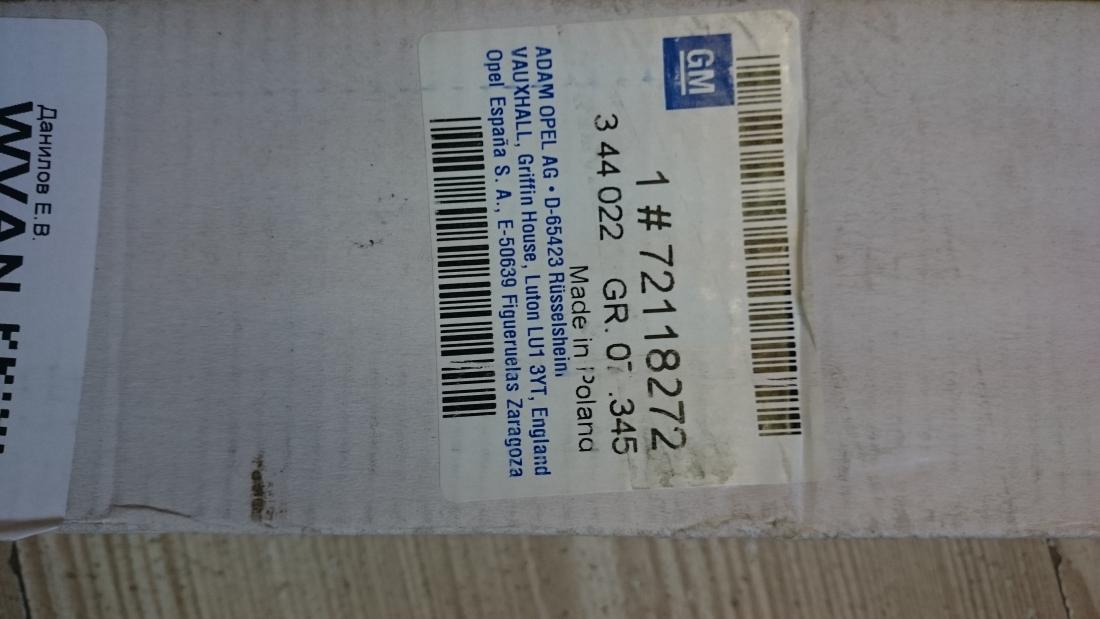 GM
1 # 72118272
3 44 022 GR. 07.345
Made in Poland
ADAM OPEL AG • D-65423 Rüsselsheim
VAUXHALL, Griffin House, Luton LU1 3YT, England
Opel España S. A., E-50639 Figueruelas Zaragoza
Данилов Е.В.